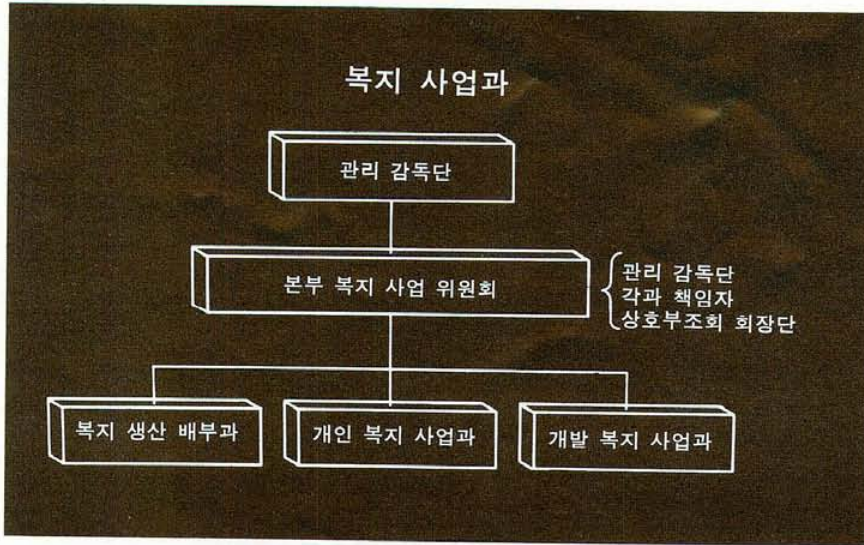 복지 사업과
관리 감독단
본부 복지 사업 위원회
관리 감독단
각과 책임자
상호부조회 회장단
복지 생산 배부과
개인 복지 사업과
개발 복지 사업과